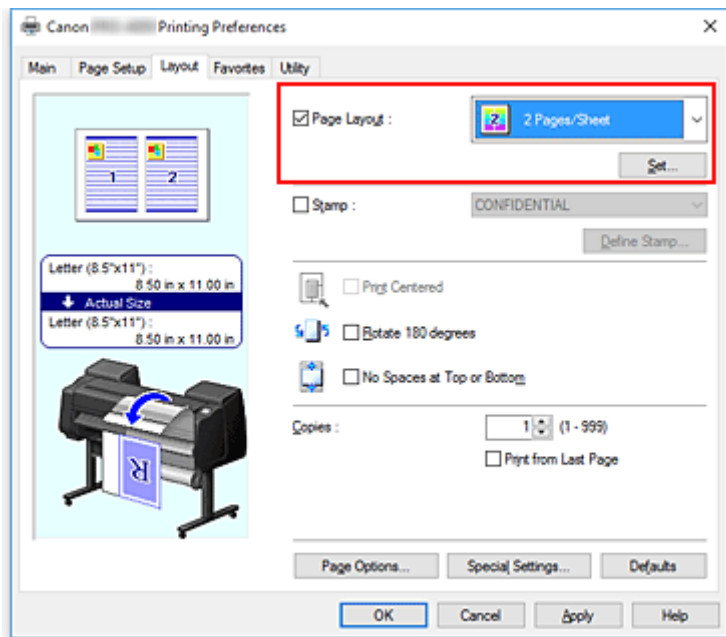 Canon Printing Preferences
Main Page Setup Layout Favorites Utility
Page Layout : 2 2 Pages/Sheet
Set...
1 2
Stamp : CONFIDENTIAL
Define Stamp...
Letter (8.5"x11") :
8.50 in x 11.00 in
Actual Size
Letter (8.5"x11") :
8.50 in x 11.00 in
Print Centered
Rotate 180 degrees
No Spaces at Top or Bottom
R
Copies : 1 (1 - 999)
Print from Last Page
Page Options... Special Settings... Defaults
OK Cancel Apply Help